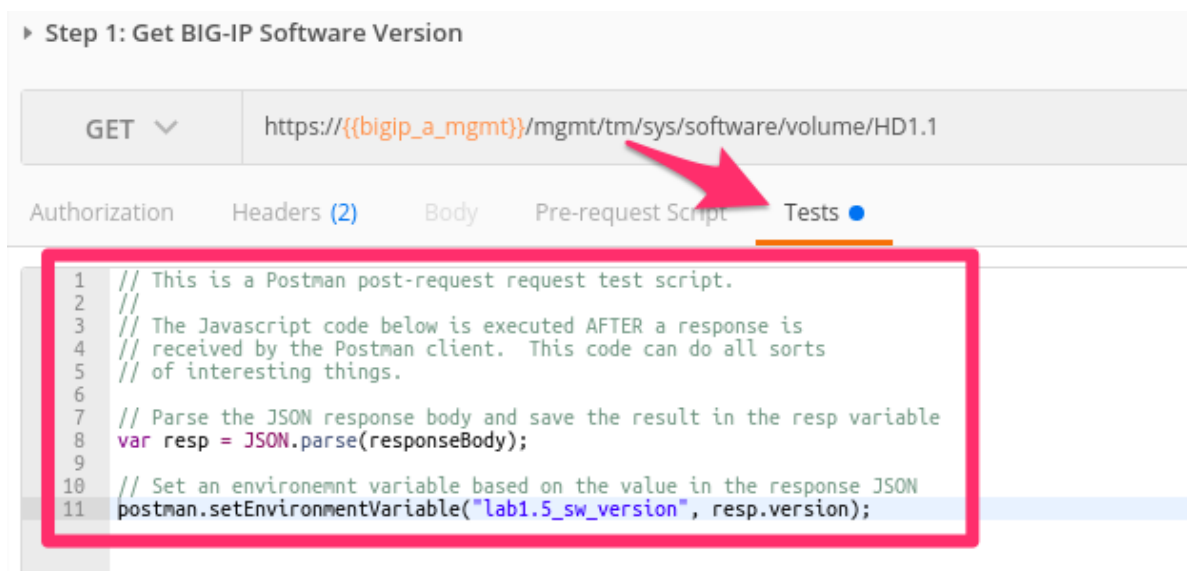 Step 1: Get BIG-IP Software Version
GET https://{{bigip_a_mgmt}}/mgmt/tm/sys/software/volume/HD1.1
Authorization Headers (2) Body Pre-request Script Tests
1 // This is a Postman post-request request test script.
2 //
3 // The Javascript code below is executed AFTER a response is
4 // received by the Postman client.  This code can do all sorts
5 // of interesting things.
6
7 // Parse the JSON response body and save the result in the resp variable
8 var resp = JSON.parse(responseBody);
9
10 // Set an environemnt variable based on the value in the response JSON
11 postman.setEnvironmentVariable("lab1.5_sw_version", resp.version);